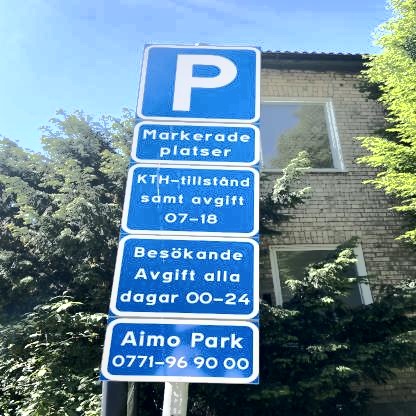 P
Markerade
platser
KTH-tillstånd
samt avgift
07-18
Besökande
Avgift alla
dagar 00-24
Aimo Park
0771-96 90 00